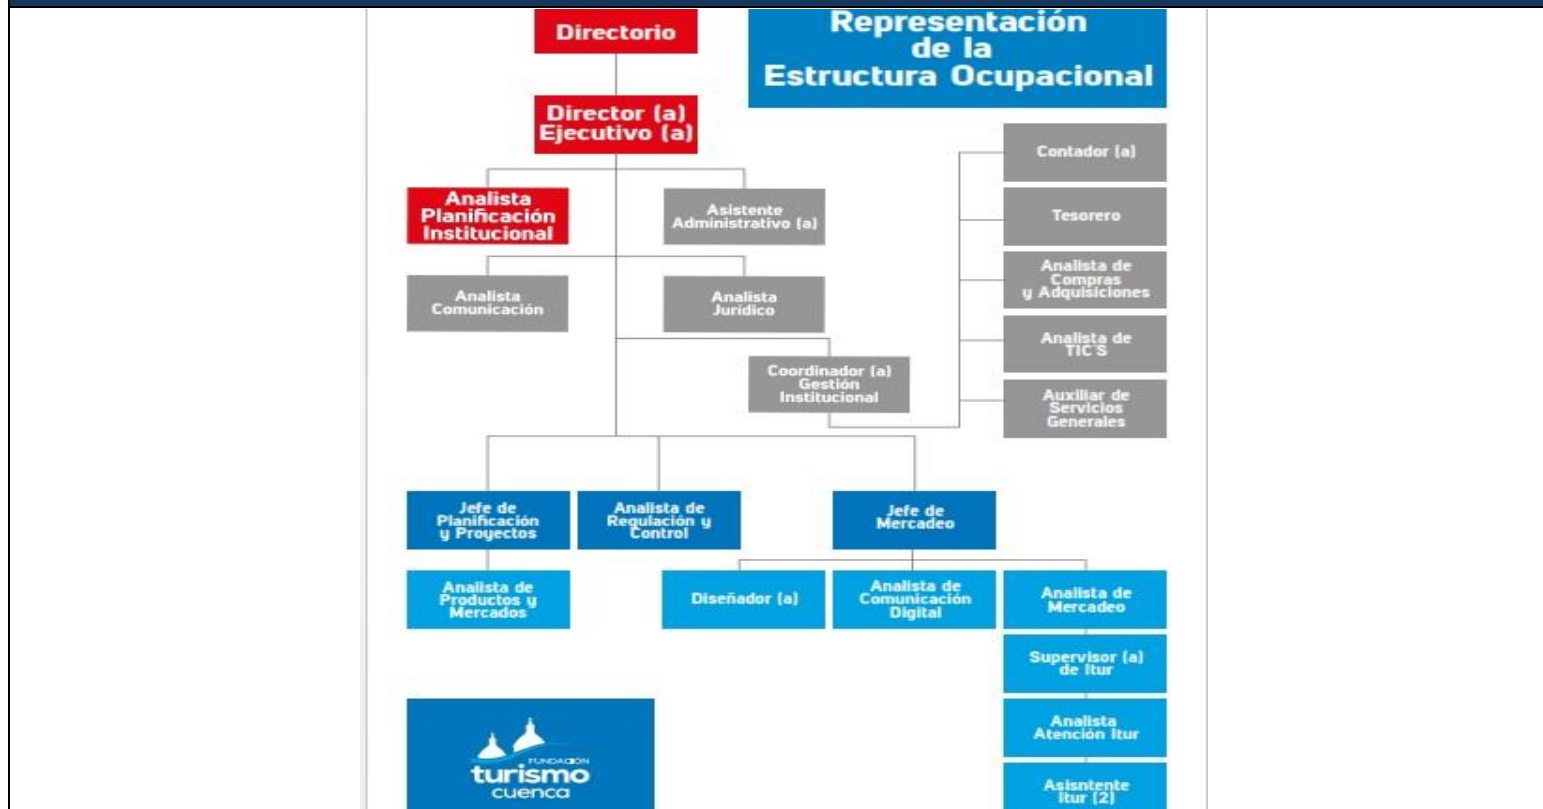 Directorio
Representación
de la
Estructura Ocupacional
Director (a)
Ejecutivo (a)
Contador (a)
Analista
Planificación
Institucional
Asistente
Administrativo (a)
Tesorero
Analista
Comunicación
Analista
Jurídico
Analista de
Compras
y Adquisiciones
Analista de
TIC'S
Coordinador (a)
Gestión
Institucional
Auxiliar de
Servicios
Generales
Jefe de
Planificación
y Proyectos
Analista de
Regulación y
Control
Jefe de
Mercadeo
Analista de
Productos y
Mercados
Diseñador (a)
Analista de
Comunicación
Digital
Analista de
Mercadeo
Supervisor (a)
de Itur
Analista
Atención Itur
Asisntente
Itur (2)
FUNDACIÓN
turismo
cuenca